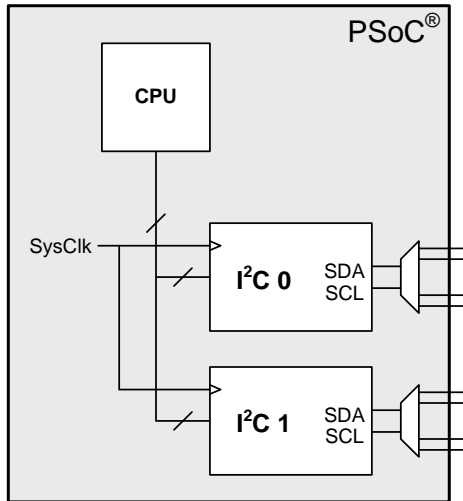 PSoC®
CPU
SysClk
I²C 0
SDA
SCL
I²C 1
SDA
SCL